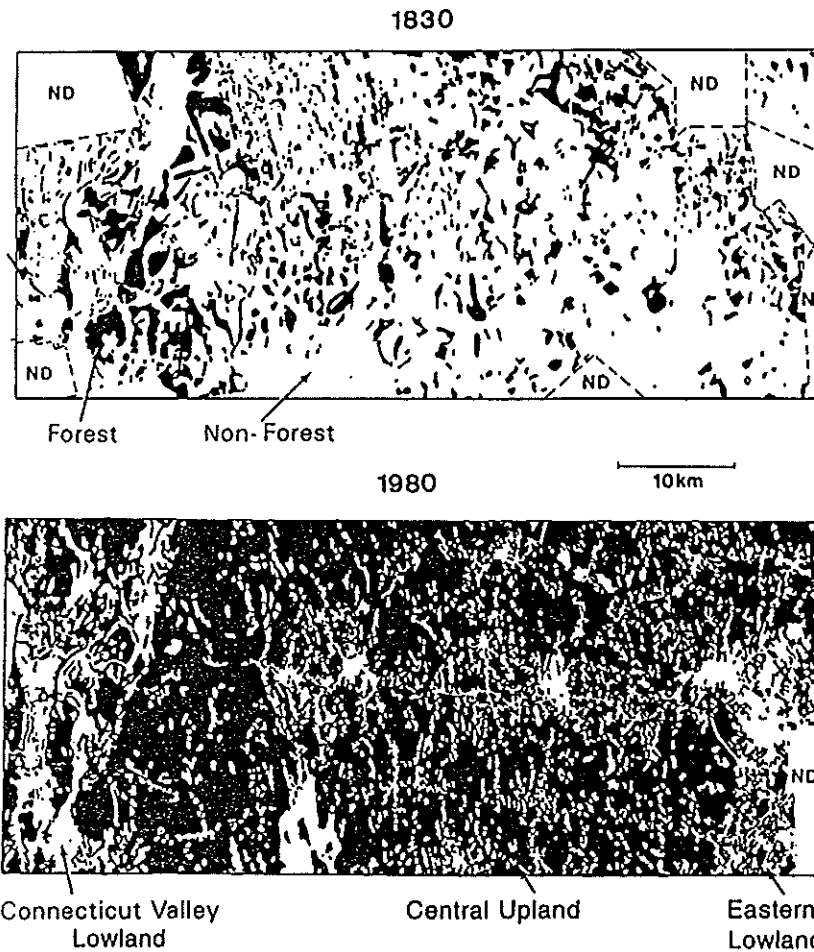 1830
ND
ND
ND
N
ND
ND
Forest
Non-Forest
10km
1980
ND
Connecticut Valley
Lowland
Central Upland
Eastern
Lowland